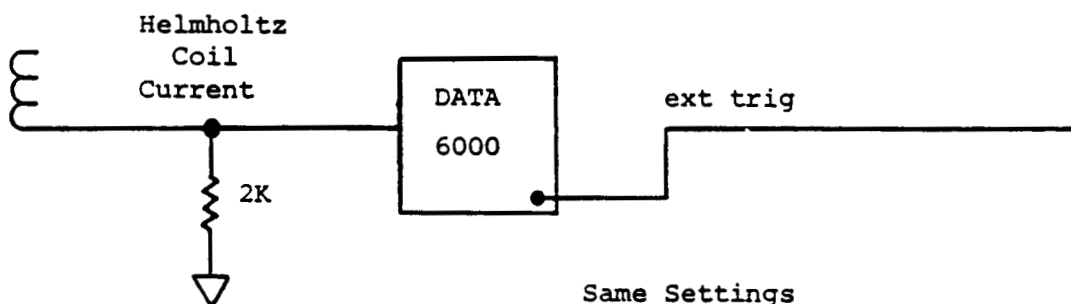 Helmholtz
Coil
Current
DATA
6000
ext trig
2K
Same Settings